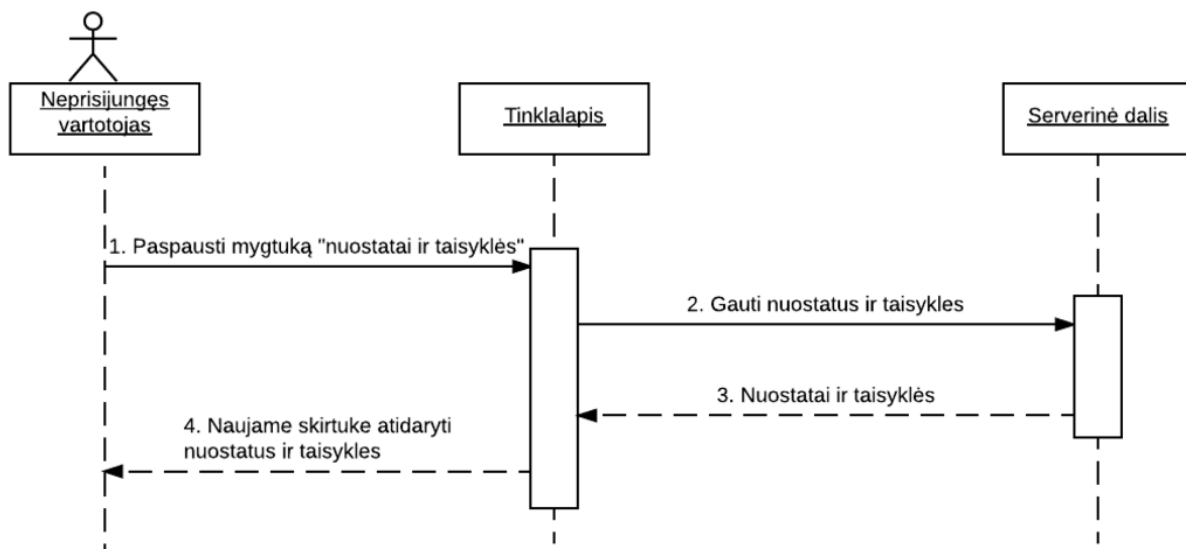 Neprisijungęs
vartotojas
Tinklalapis
Serverinė dalis
1. Paspausti mygtuką "nuostatai ir taisyklės"
2. Gauti nuostatus ir taisykles
3. Nuostatai ir taisyklės
4. Naujame skirtuke atidaryti
nuostatus ir taisykles